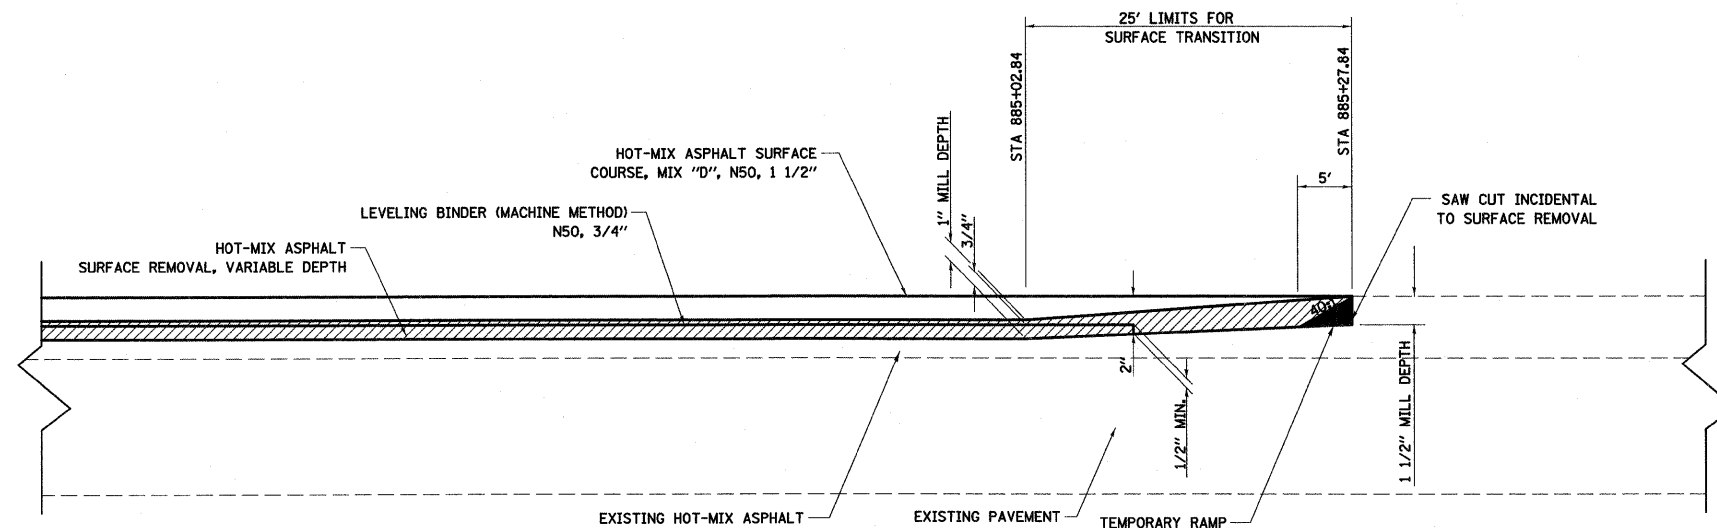 25' LIMITS FOR
SURFACE TRANSITION
STA 885+02.84
STA 885+27.84
1" MILL DEPTH
3/4"
5'
HOT-MIX ASPHALT SURFACE
COURSE, MIX "D", N50, 1 1/2"
SAW CUT INCIDENTAL
TO SURFACE REMOVAL
LEVELING BINDER (MACHINE METHOD)
N50, 3/4"
HOT-MIX ASPHALT
SURFACE REMOVAL, VARIABLE DEPTH
40:1
2"
1/2" MIN.
1 1/2" MILL DEPTH
EXISTING HOT-MIX ASPHALT
EXISTING PAVEMENT
TEMPORARY RAMP